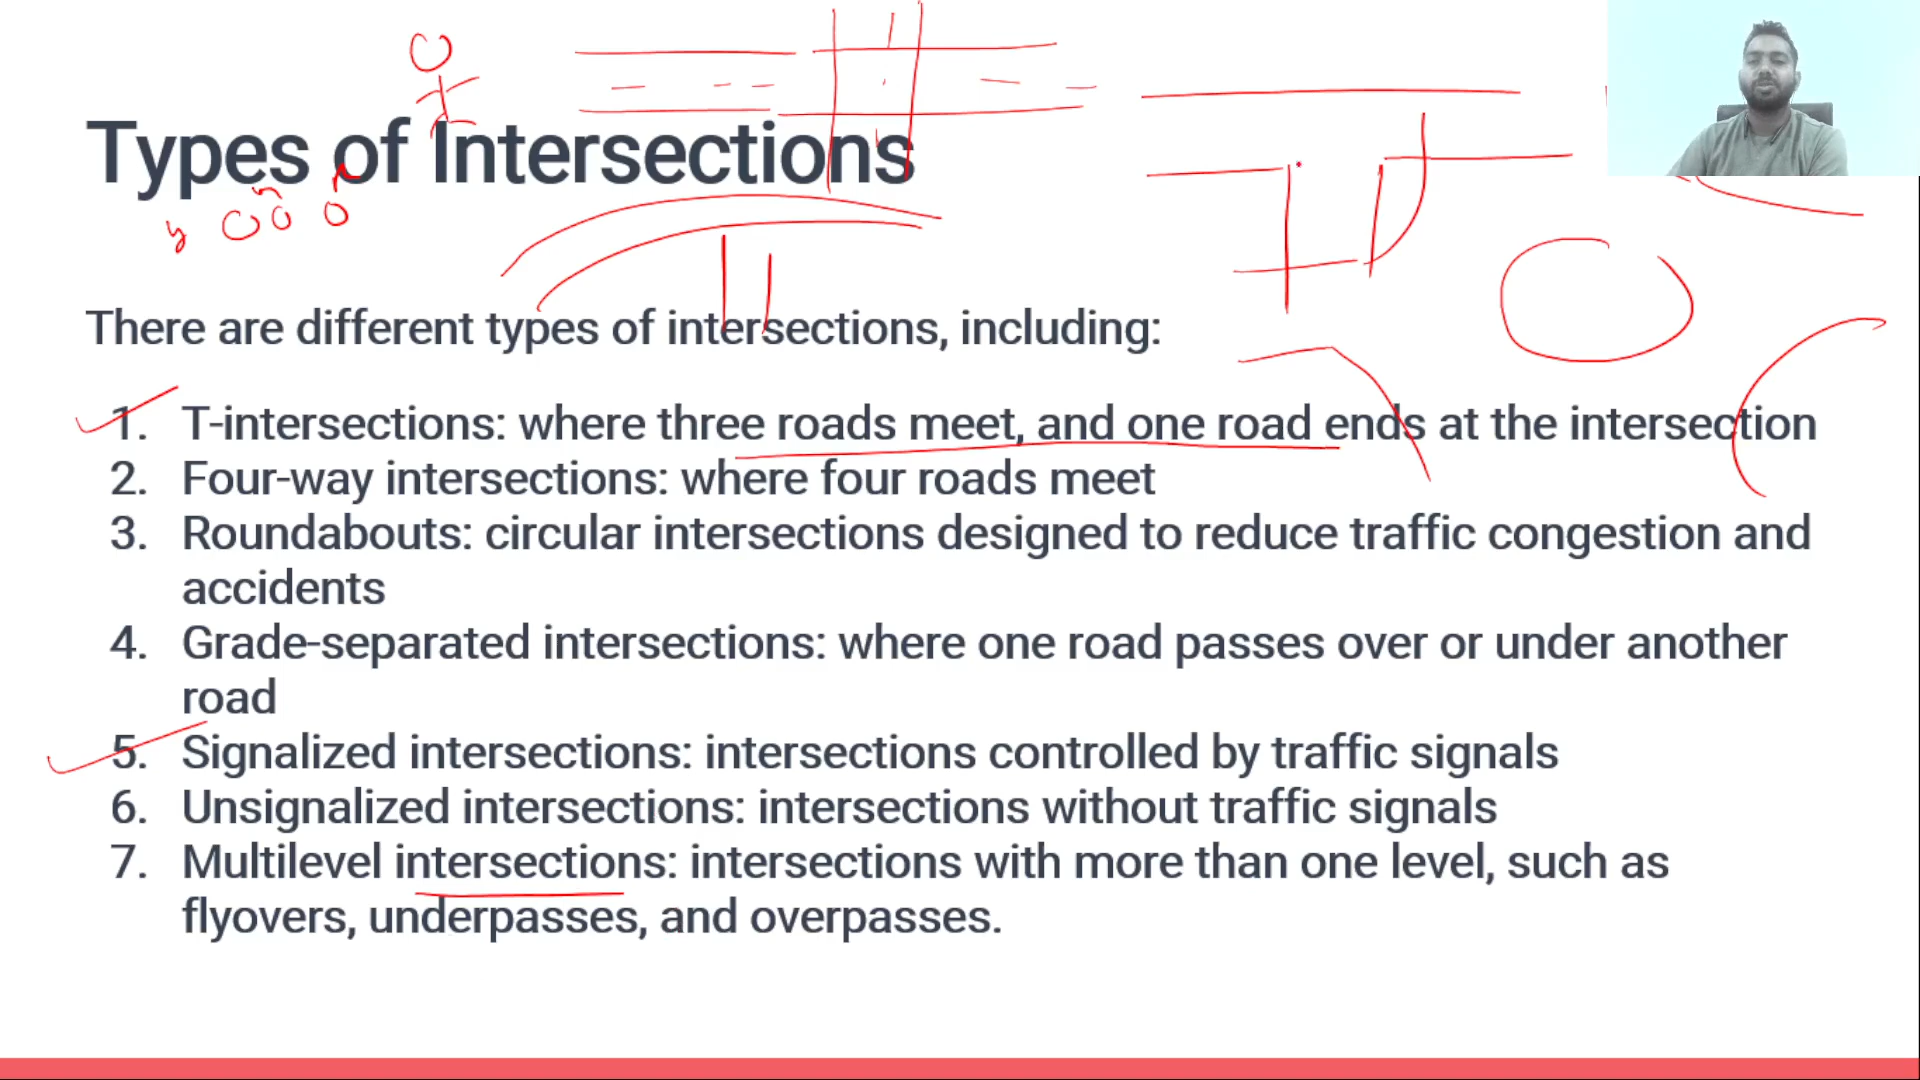 Types of Intersections
There are different types of intersections, including:
1. T-intersections: where three roads meet, and one road ends at the intersection
2. Four-way intersections: where four roads meet
3. Roundabouts: circular intersections designed to reduce traffic congestion and
accidents
4. Grade-separated intersections: where one road passes over or under another
road
5. Signalized intersections: intersections controlled by traffic signals
6. Unsignalized intersections: intersections without traffic signals
7. Multilevel intersections: intersections with more than one level, such as
flyovers, underpasses, and overpasses.